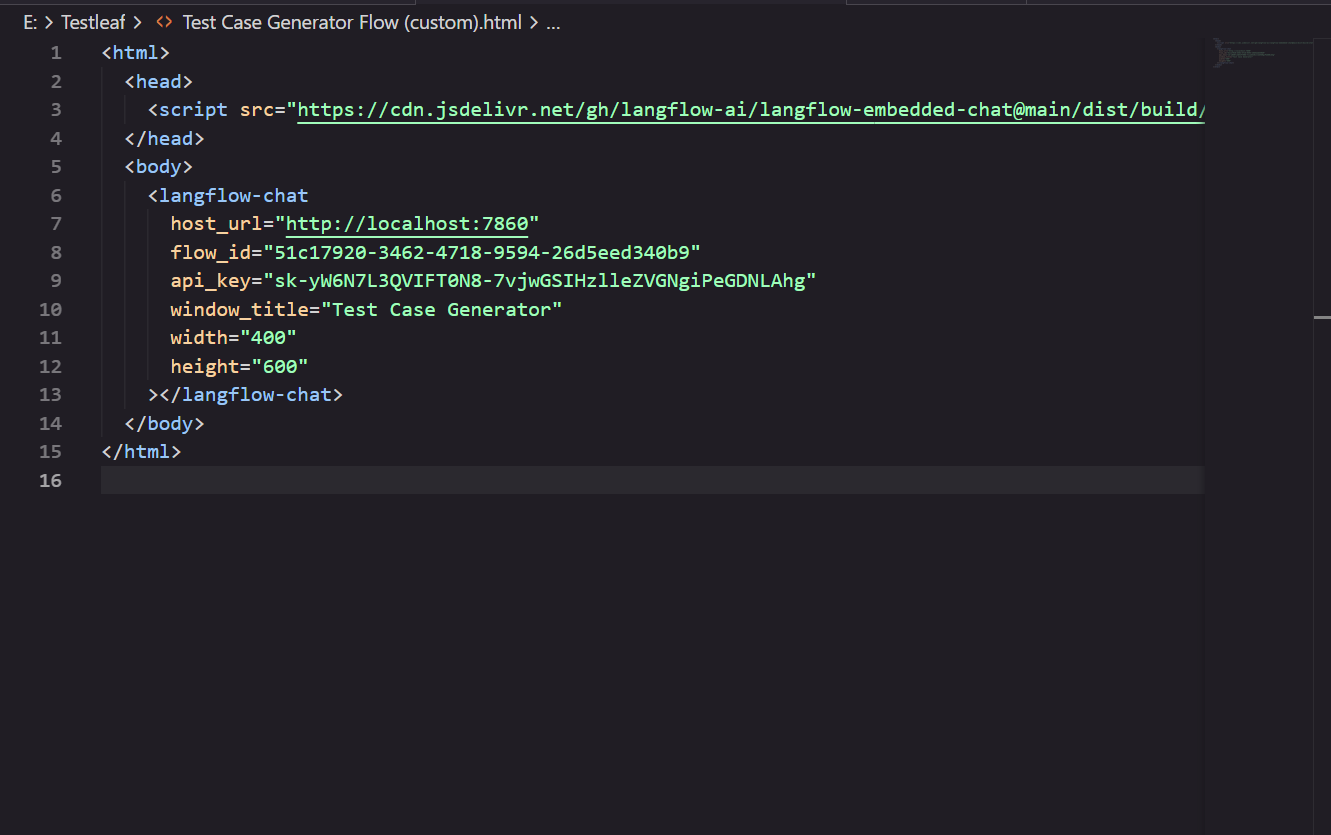 E: > Testleaf > <> Test Case Generator Flow (custom).html > ...
1 <html>
2 <head>
3 <script src="https://cdn.jsdelivr.net/gh/langflow-ai/langflow-embedded-chat@main/dist/build/
4 </head>
5 <body>
6 <langflow-chat
7 host_url="http://localhost:7860"
8 flow_id="51c17920-3462-4718-9594-26d5eed340b9"
9 api_key="sk-yW6N7L3QVIFT0N8-7vjwGSIHzlleZVGNgiPeGDNLAhg"
10 window_title="Test Case Generator"
11 width="400"
12 height="600"
13 ></langflow-chat>
14 </body>
15 </html>
16